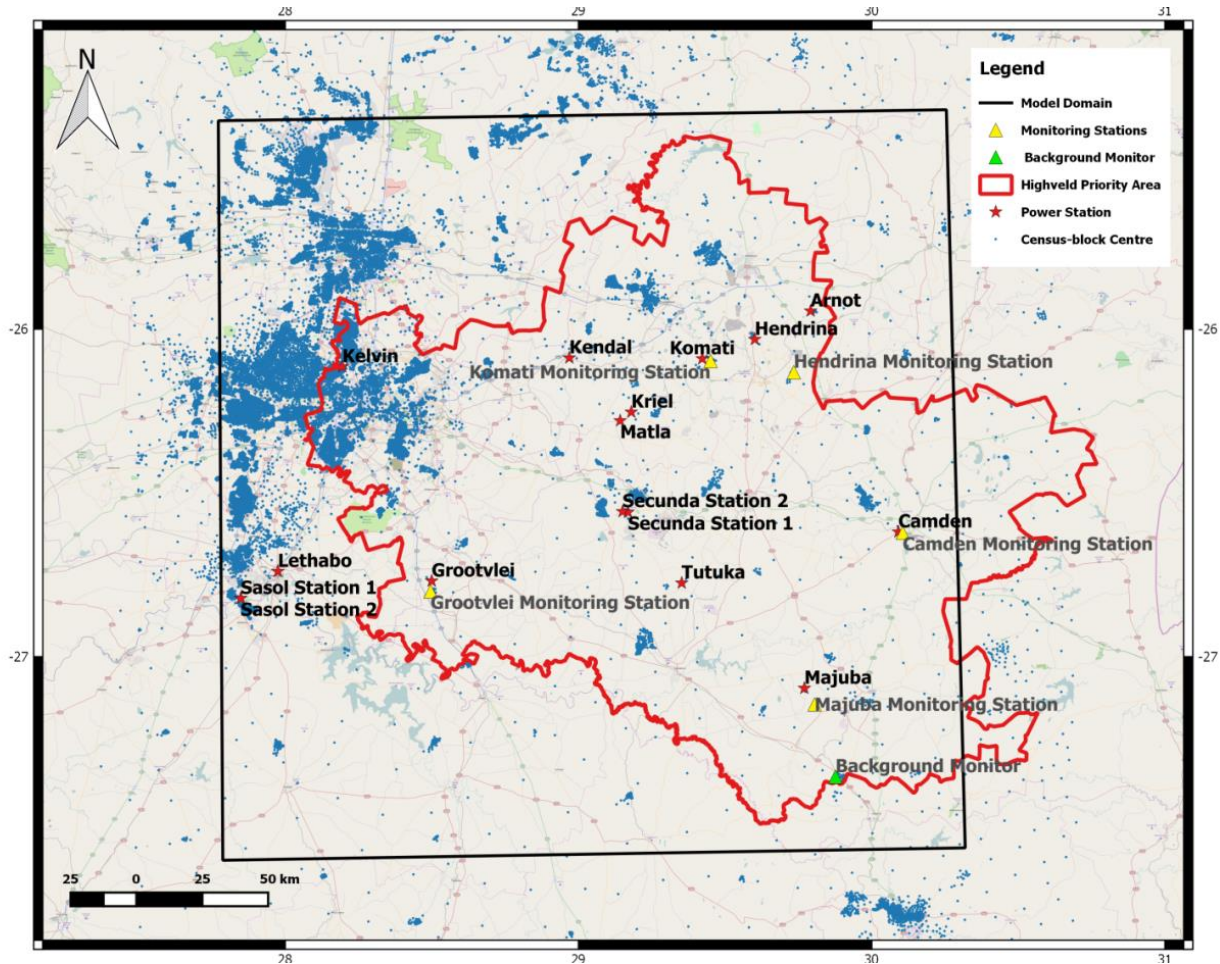 28
29
30
31
N
Legend
Model Domain
Monitoring Stations
Background Monitor
Highveld Priority Area
Power Station
Census-block Centre
-26
-26
Arnot
Hendrina
Kelvin
Kendal
Komati
Komati Monitoring Station
Hendrina Monitoring Station
Kriel
Matla
Secunda Station 2
Secunda Station 1
Camden
Camden Monitoring Station
Lethabo
Grootvlei
Tutuka
Sasol Station 1
Sasol Station 2
Grootvlei Monitoring Station
-27
-27
Majuba
Majuba Monitoring Station
Background Monitor
25 0 25 50 km
28
29
30
31